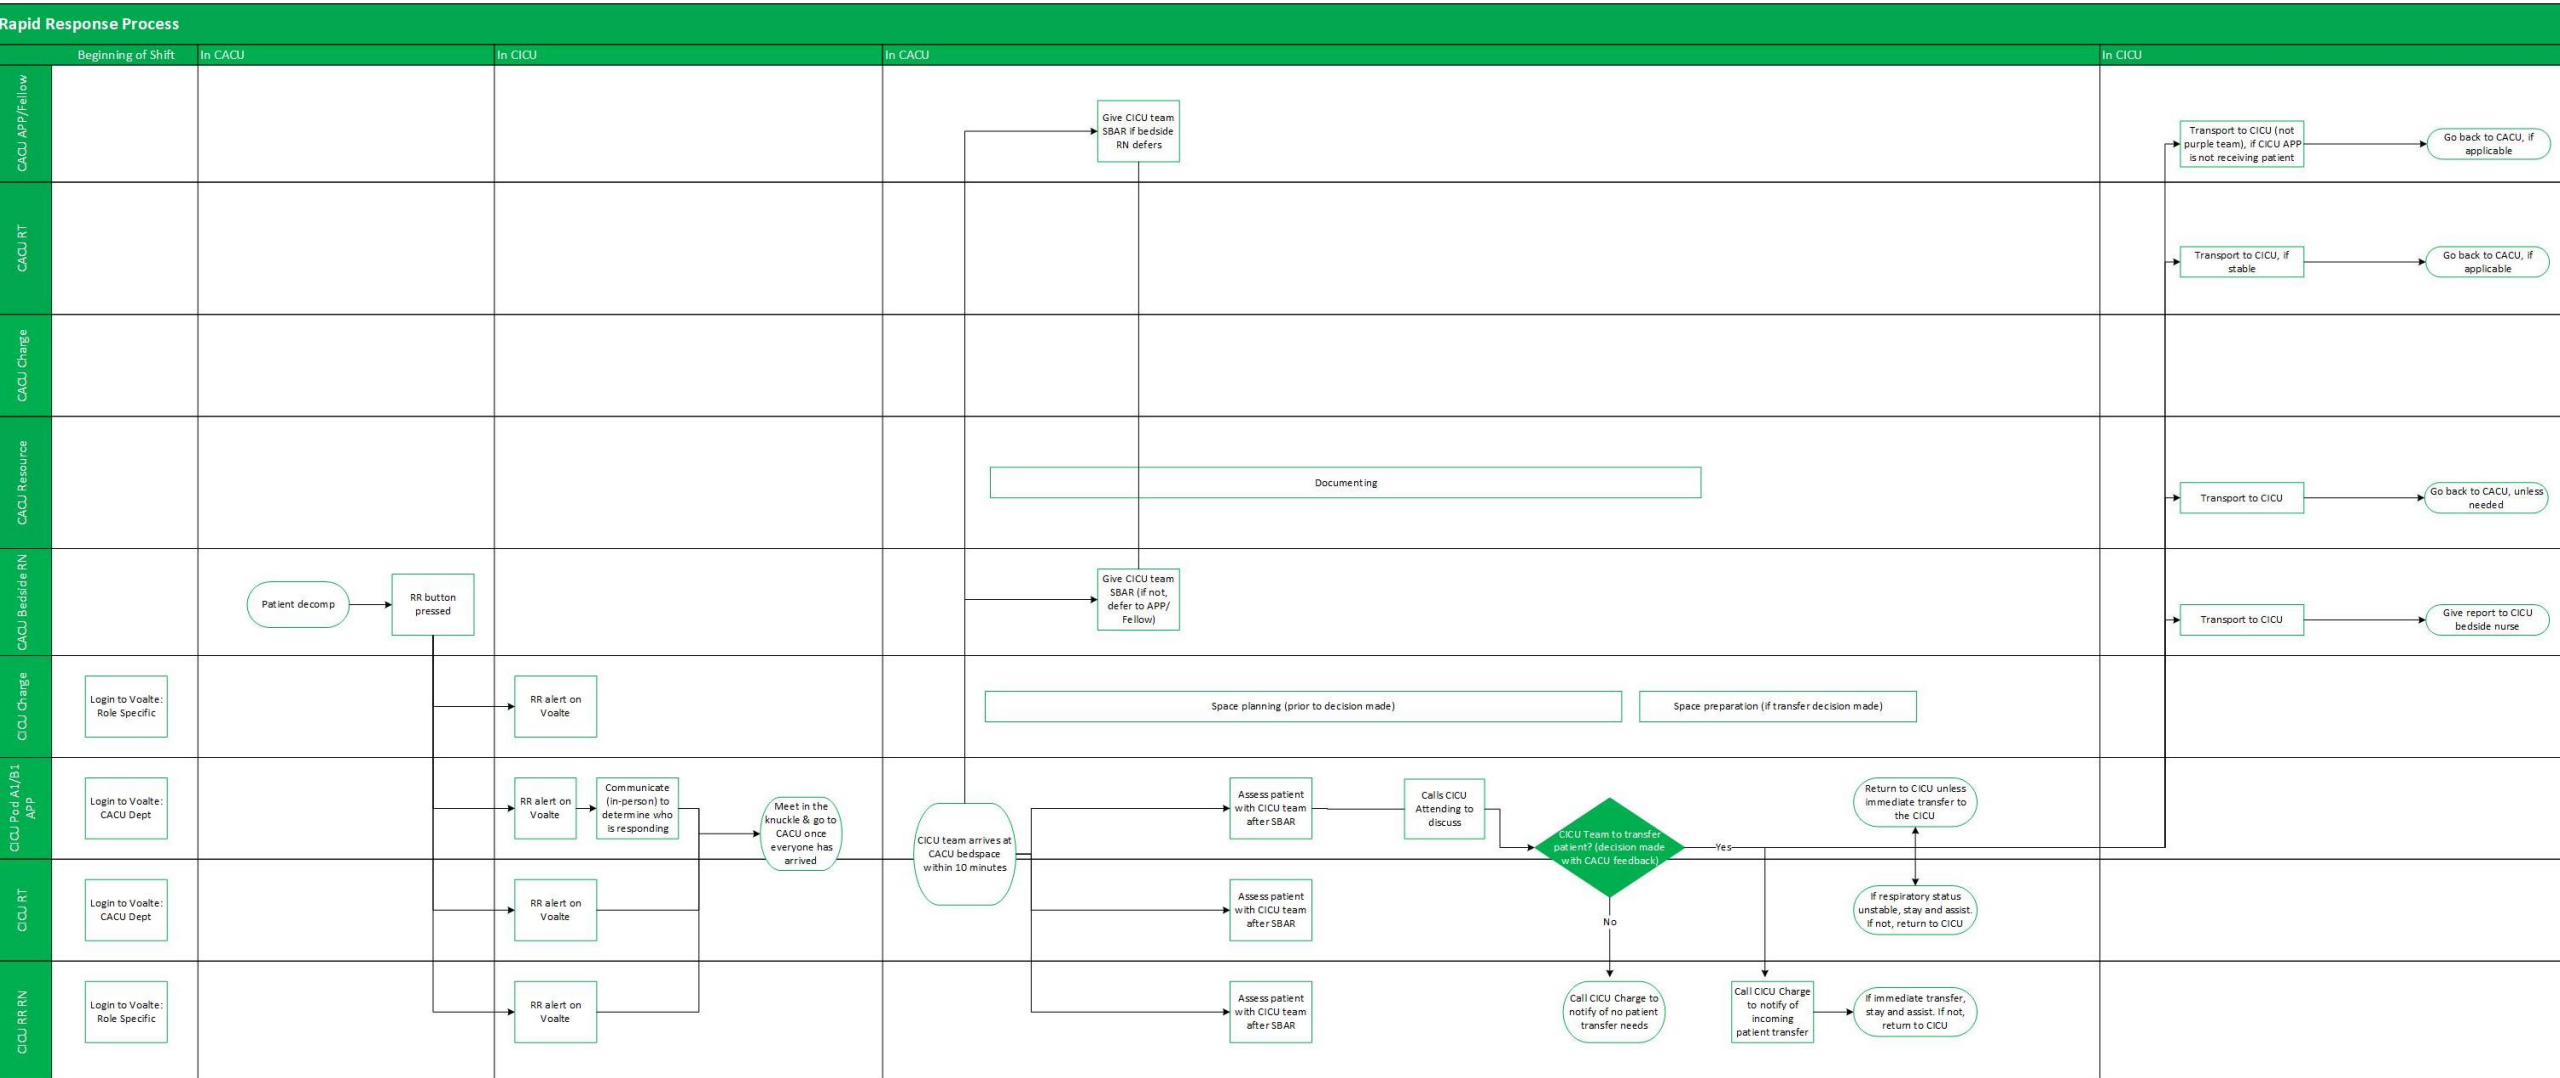 Rapid Response Process
Beginning of Shift
In CACU
In CICU
In CACU
In CICU
CACU APP/Fellow
Give CICU team
SBAR if bedside
RN defers
Transport to CICU (not
purple team), if CICU APP
is not receiving patient
Go back to CACU, if
applicable
CACU RT
Transport to CICU, if
stable
Go back to CACU, if
applicable
CACU Charge
CACU Resource
Documenting
Transport to CICU
Go back to CACU, unless
needed
CACU Bedside RN
Patient decomp
RR button
pressed
Give CICU team
SBAR (if not,
defer to APP/
Fellow)
Transport to CICU
Give report to CICU
bedside nurse
CICU Charge
Login to Voalte:
Role Specific
RR alert on
Voalte
Space planning (prior to decision made)
Space preparation (if transfer decision made)
CICU Pod A1/B1
APP
Login to Voalte:
CACU Dept
RR alert on
Voalte
Communicate
(in-person) to
determine who
is responding
Meet in the
knuckle & go to
CACU once
everyone has
arrived
CICU team arrives at
CACU bedspace
within 10 minutes
Assess patient
with CICU team
after SBAR
Calls CICU
Attending to
discuss
CICU Team to transfer
patient? (decision made
with CACU feedback)
Yes
Return to CICU unless
immediate transfer to
the CICU
CICU RT
Login to Voalte:
CACU Dept
RR alert on
Voalte
Assess patient
with CICU team
after SBAR
No
If respiratory status
unstable, stay and assist.
If not, return to CICU
CICU RR RN
Login to Voalte:
Role Specific
RR alert on
Voalte
Assess patient
with CICU team
after SBAR
Call CICU Charge to
notify of no patient
transfer needs
Call CICU Charge
to notify of
incoming
patient transfer
If immediate transfer,
stay and assist. If not,
return to CICU